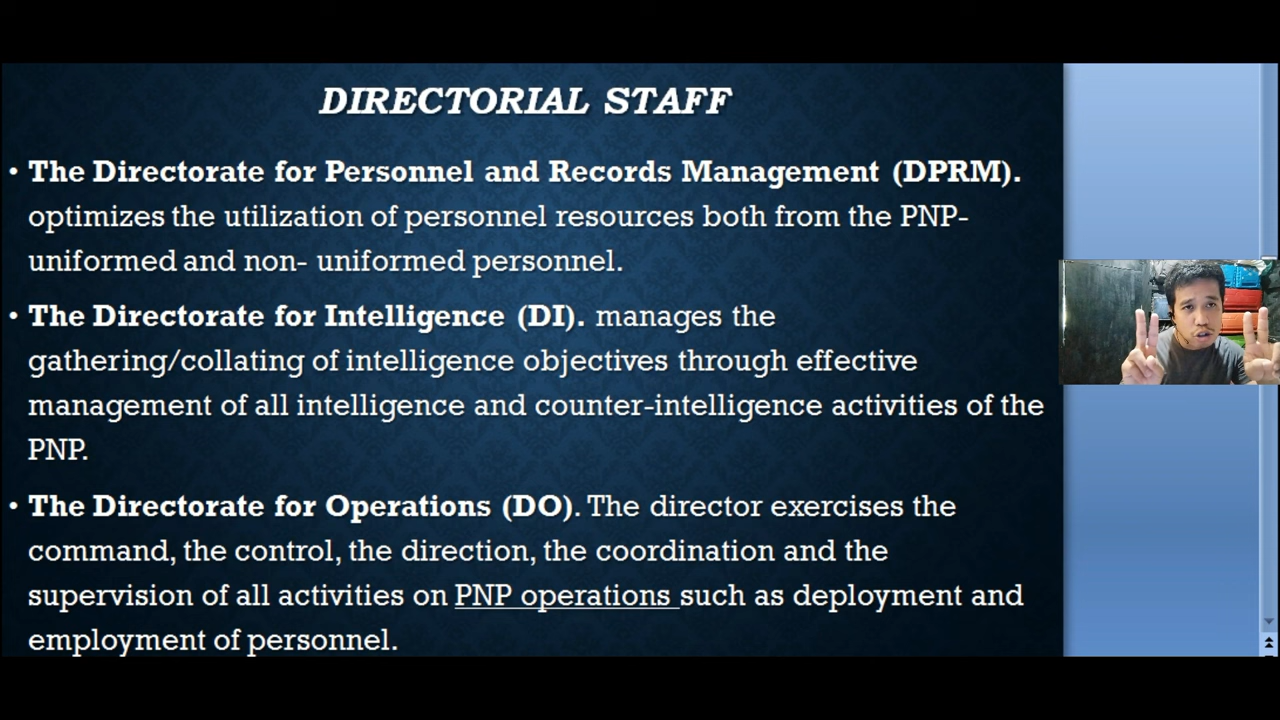 DIRECTORIAL STAFF
• The Directorate for Personnel and Records Management (DPRM).
optimizes the utilization of personnel resources both from the PNP-
uniformed and non- uniformed personnel.
• The Directorate for Intelligence (DI). manages the
gathering/collating of intelligence objectives through effective
management of all intelligence and counter-intelligence activities of the
PNP.
• The Directorate for Operations (DO). The director exercises the
command, the control, the direction, the coordination and the
supervision of all activities on PNP operations such as deployment and
employment of personnel.